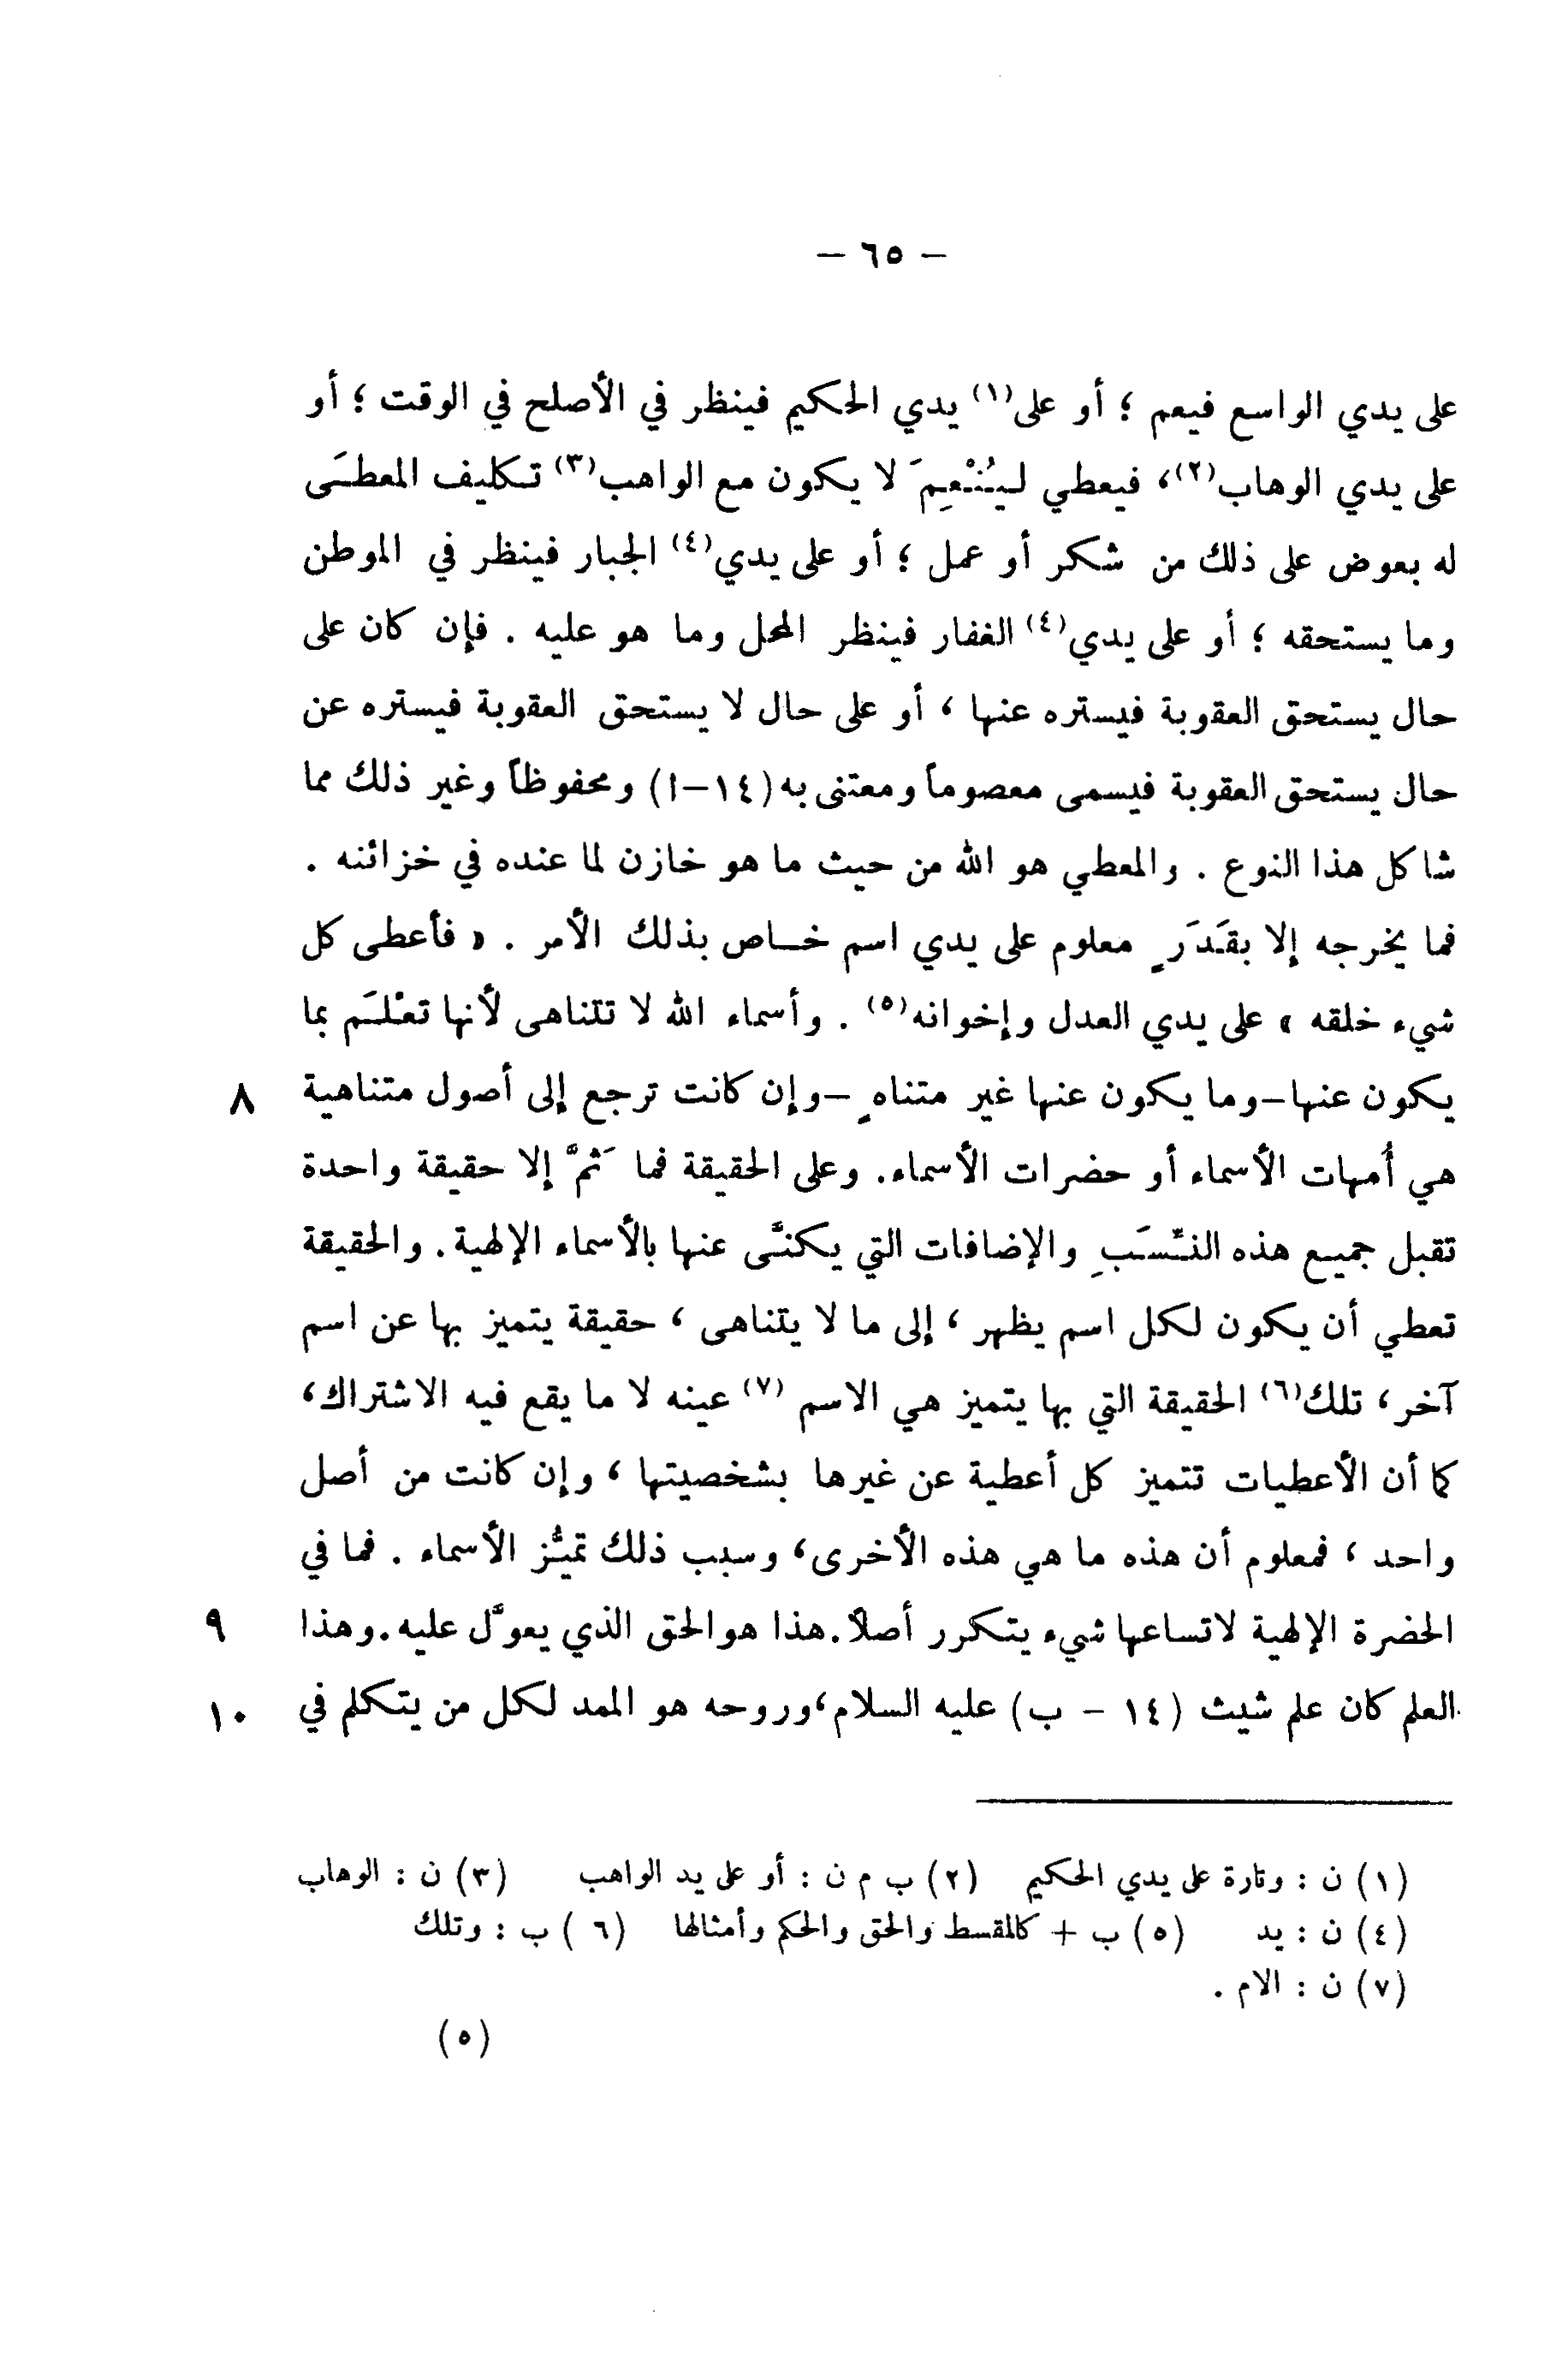 — ٦٥ —
على يدي الواسع فيعم ؛ أو على(١) يدي الحكيم فينظر في الأصلح في الوقت ؛ أو
على يدي الوهاب(٢)، فيعطي ليُنْعِمَ لا يكون مع الواهب(٣) تكليف المعطَى
له بعوض على ذلك من شكر أو عمل ؛ أو على يدي(٤) الجبار فينظر في الموطن
وما يستحقه ؛ أو على يدي(٤) الغفار فينظر المحل وما هو عليه . فإن كان على
حال يستحق العقوبة فيستره عنها ، أو على حال لا يستحق العقوبة فيستره عن
حال يستحق العقوبة فيسمى معصوماً ومعتنى به (١٤–ا) ومحفوظاً وغير ذلك مما
شاكل هذا النوع . والمعطي هو الله من حيث ما هو خازن لما عنده في خزائنه .
فما يخرجه إلا بقَدَرٍ معلوم على يدي اسم خاص بذلك الأمر . « فأعطى كل
شيء خلقه » على يدي العدل وإخوانه(٥) . وأسماء الله لا تتناهى لأنها تعْلَم بما
يكون عنها–وما يكون عنها غير متناهٍ–وإن كانت ترجع إلى أصول متناهية ٨
هي أُمهات الأسماء أو حضرات الأسماء. وعلى الحقيقة فما ثَمَّ إلا حقيقة واحدة
تقبل جميع هذه النِّسَبِ والإضافات التي يكنَّى عنها بالأسماء الإلهية. والحقيقة
تعطي أن يكون لكل اسم يظهر ، إلى ما لا يتناهى ، حقيقة يتميز بها عن اسم
آخر ، تلك(٦) الحقيقة التي بها يتميز هي الاسم (٧) عينه لا ما يقع فيه الاشتراك،
كما أن الأعطيات تتميز كل أعطية عن غيرها بشخصيتها ، وإن كانت من أصل
واحد ، فمعلوم أن هذه ما هي هذه الأخرى، وسبب ذلك تميُّز الأسماء . فما في
الحضرة الإلهية لاتساعها شيء يتكرر أصلاً. هذا هو الحق الذي يعوَّل عليه.وهذا ٩
العلم كان علم شيث (١٤ – ب) عليه السلام،وروحه هو الممد لكل من يتكلم في ١٠
(١) ن : وتارة على يدي الحكيم (٢) ب م ن : أو على يد الواهب (٣) ن : الوهاب
(٤) ن : يد (٥) ب + كالمقسط والحق والحكم وأمثالها (٦) ب : وتلك
(٧) ن : الام .
(٥)